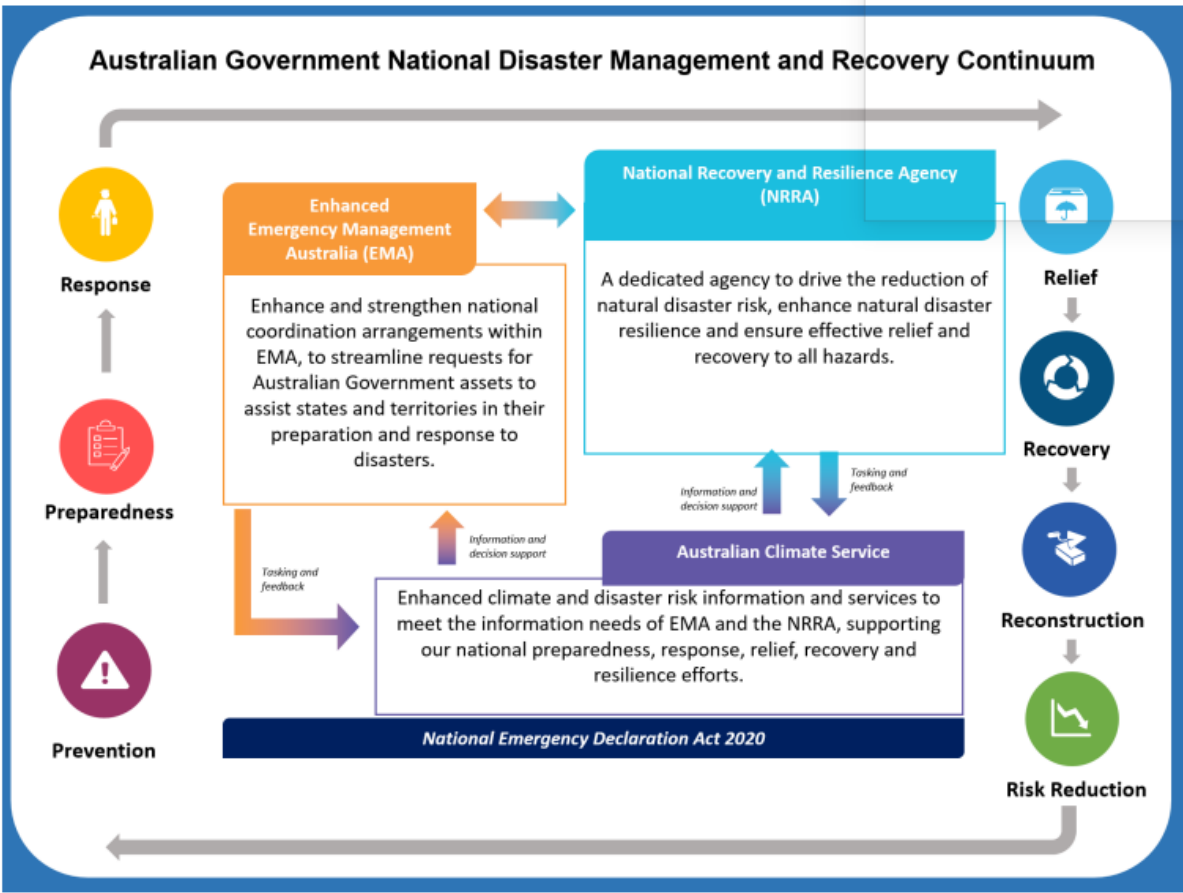 Australian Government National Disaster Management and Recovery Continuum
Response
Preparedness
Prevention
Enhanced
Emergency Management
Australia (EMA)
Enhance and strengthen national
coordination arrangements within
EMA, to streamline requests for
Australian Government assets to
assist states and territories in their
preparation and response to
disasters.
National Recovery and Resilience Agency
(NRRA)
A dedicated agency to drive the reduction of
natural disaster risk, enhance natural disaster
resilience and ensure effective relief and
recovery to all hazards.
Tasking and
feedback
Information and
decision support
Information and
decision support
Tasking and
feedback
Australian Climate Service
Enhanced climate and disaster risk information and services to
meet the information needs of EMA and the NRRA, supporting
our national preparedness, response, relief, recovery and
resilience efforts.
National Emergency Declaration Act 2020
Relief
Recovery
Reconstruction
Risk Reduction